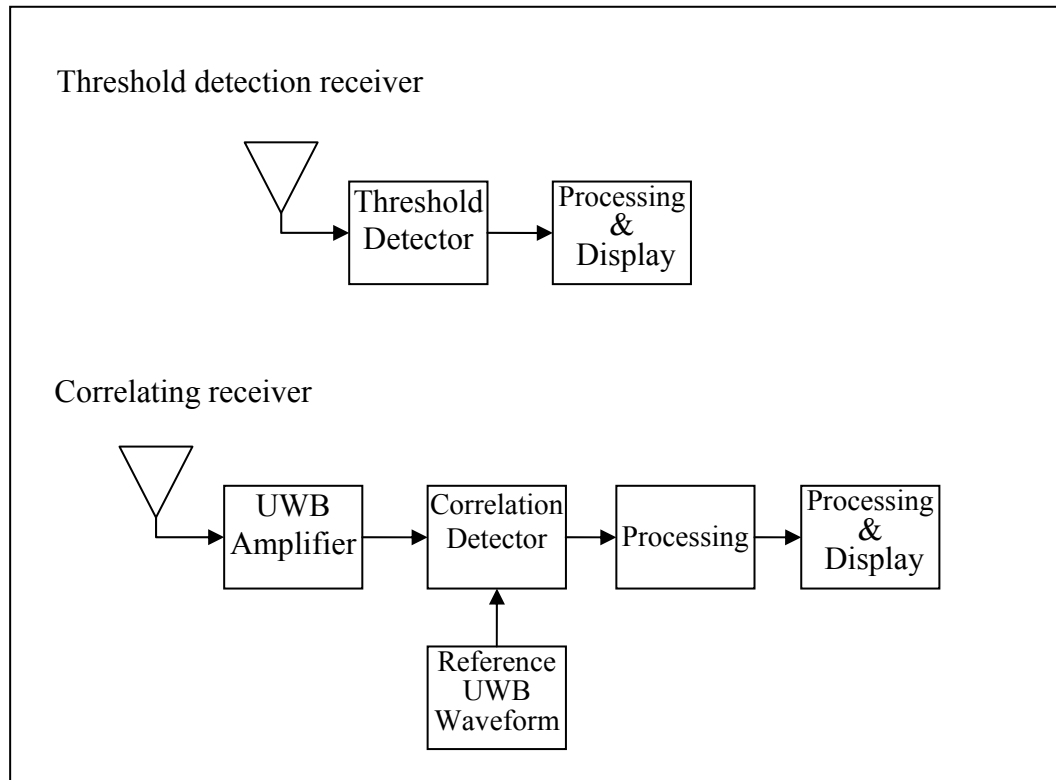 Threshold detection receiver
Threshold
Detector
Processing
&
Display
Correlating receiver
UWB
Amplifier
Correlation
Detector
Processing
Processing
&
Display
Reference
UWB
Waveform